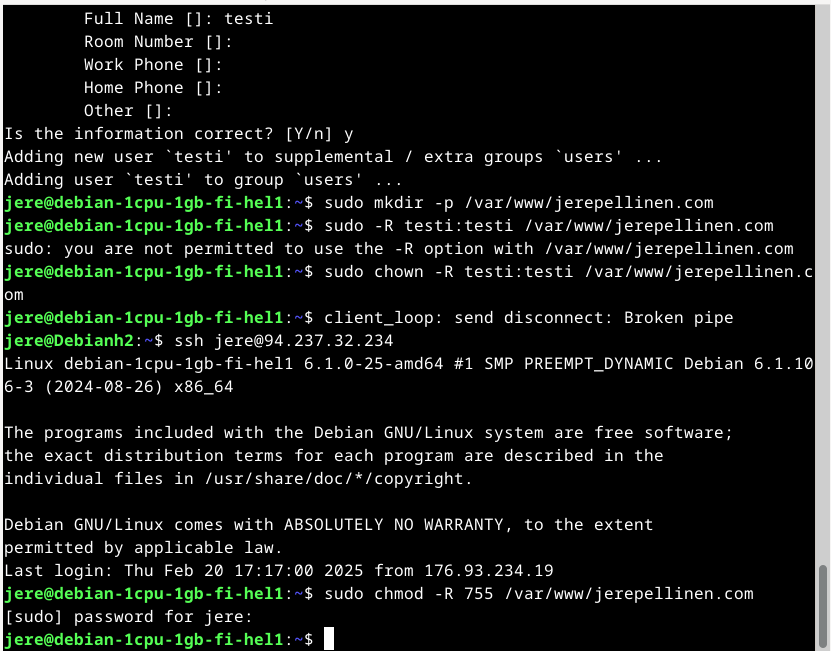 Full Name []: testi
Room Number []:
Work Phone []:
Home Phone []:
Other []:
Is the information correct? [Y/n] y
Adding new user `testi' to supplemental / extra groups `users' ...
Adding user `testi' to group `users' ...
jere@debian-1cpu-1gb-fi-hel1:~$ sudo mkdir -p /var/www/jerepellinen.com
jere@debian-1cpu-1gb-fi-hel1:~$ sudo -R testi:testi /var/www/jerepellinen.com
sudo: you are not permitted to use the -R option with /var/www/jerepellinen.com
jere@debian-1cpu-1gb-fi-hel1:~$ sudo chown -R testi:testi /var/www/jerepellinen.c
om
jere@debian-1cpu-1gb-fi-hel1:~$ client_loop: send disconnect: Broken pipe
jere@Debianh2:~$ ssh jere@94.237.32.234
Linux debian-1cpu-1gb-fi-hel1 6.1.0-25-amd64 #1 SMP PREEMPT_DYNAMIC Debian 6.1.10
6-3 (2024-08-26) x86_64

The programs included with the Debian GNU/Linux system are free software;
the exact distribution terms for each program are described in the
individual files in /usr/share/doc/*/copyright.

Debian GNU/Linux comes with ABSOLUTELY NO WARRANTY, to the extent
permitted by applicable law.
Last login: Thu Feb 20 17:17:00 2025 from 176.93.234.19
jere@debian-1cpu-1gb-fi-hel1:~$ sudo chmod -R 755 /var/www/jerepellinen.com
[sudo] password for jere:
jere@debian-1cpu-1gb-fi-hel1:~$